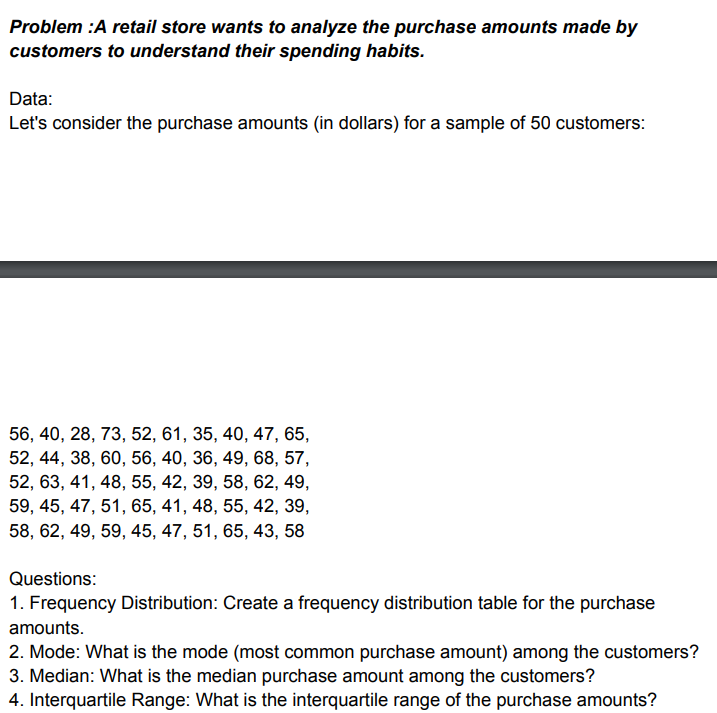 Problem :A retail store wants to analyze the purchase amounts made by
customers to understand their spending habits.
Data:
Let's consider the purchase amounts (in dollars) for a sample of 50 customers:
56, 40, 28, 73, 52, 61, 35, 40, 47, 65,
52, 44, 38, 60, 56, 40, 36, 49, 68, 57,
52, 63, 41, 48, 55, 42, 39, 58, 62, 49,
59, 45, 47, 51, 65, 41, 48, 55, 42, 39,
58, 62, 49, 59, 45, 47, 51, 65, 43, 58
Questions:
1. Frequency Distribution: Create a frequency distribution table for the purchase
amounts.
2. Mode: What is the mode (most common purchase amount) among the customers?
3. Median: What is the median purchase amount among the customers?
4. Interquartile Range: What is the interquartile range of the purchase amounts?